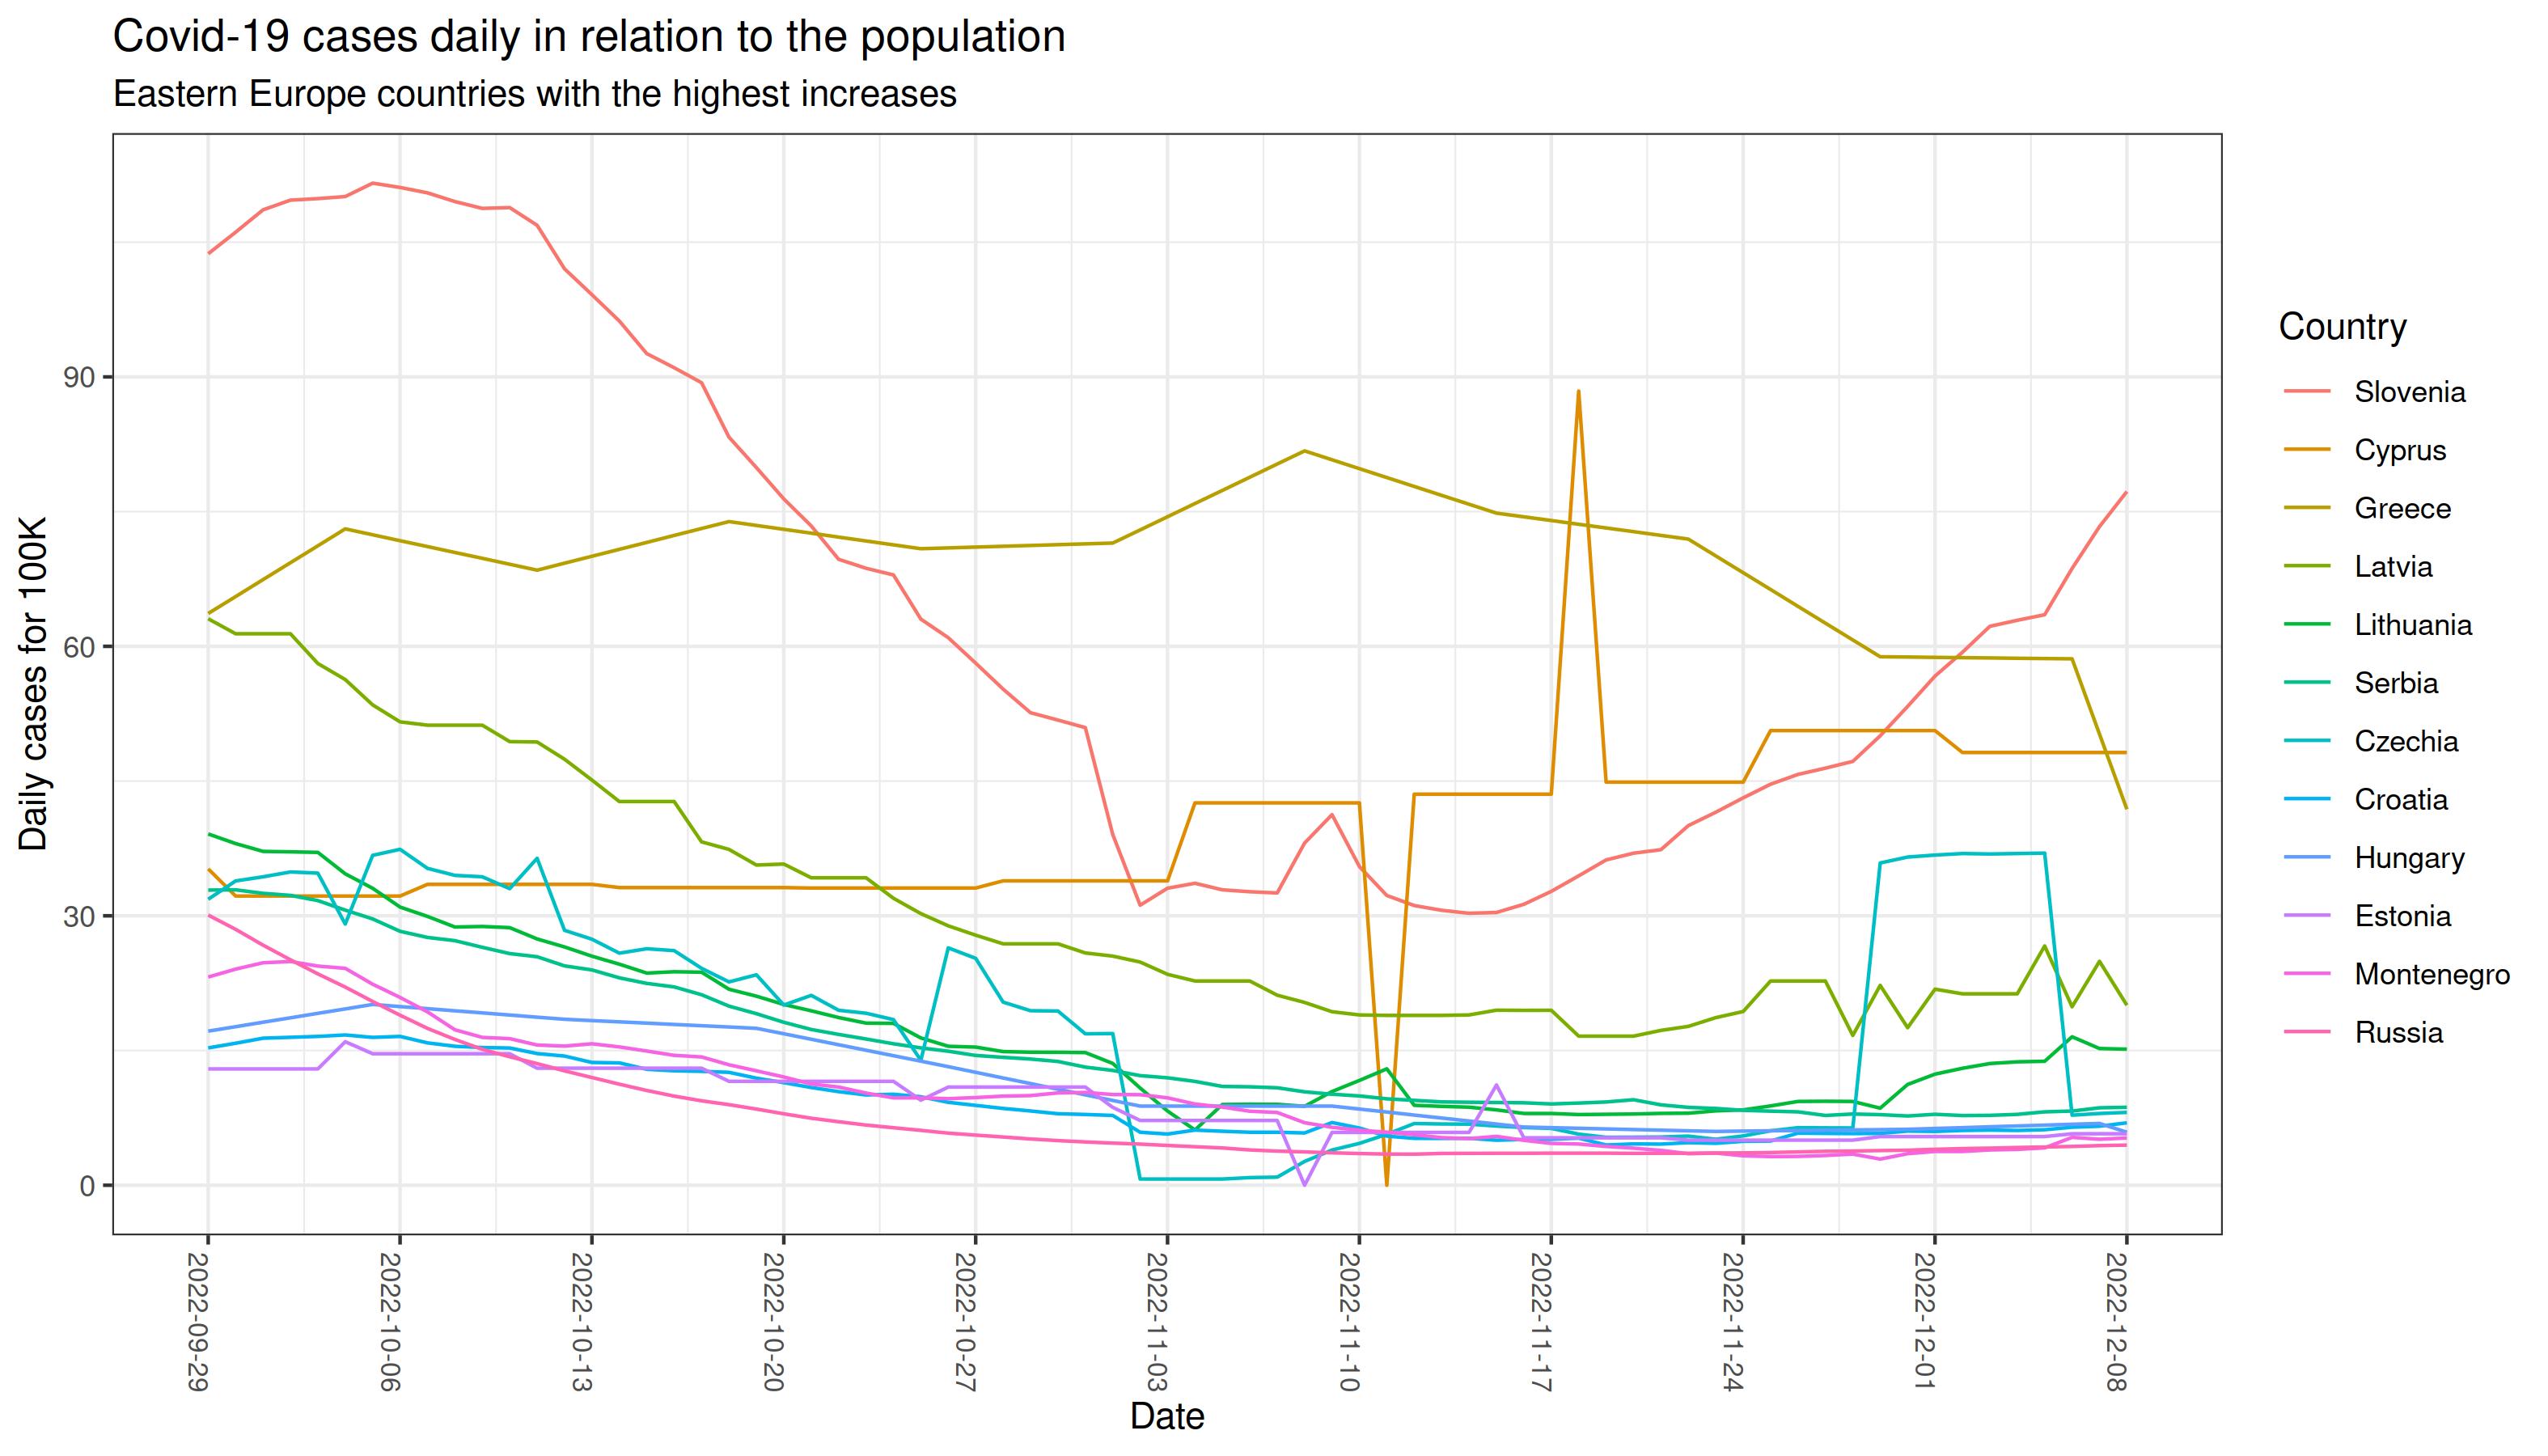 Covid-19 cases daily in relation to the population
Eastern Europe countries with the highest increases
Daily cases for 100K
90
60
30
0
2022-09-29
2022-10-06
2022-10-13
2022-10-20
2022-10-27
2022-11-03
2022-11-10
2022-11-17
2022-11-24
2022-12-01
2022-12-08
Date
Country
Slovenia
Cyprus
Greece
Latvia
Lithuania
Serbia
Czechia
Croatia
Hungary
Estonia
Montenegro
Russia